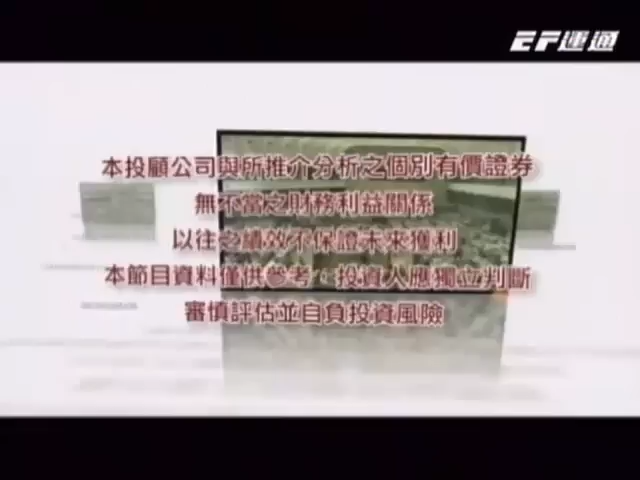 EF運通
本投顧公司與所推介分析之個別有價證券
無不當之財務利益關係
以往之績效不保證未來獲利
本節目資料僅供參考，投資人應獨立判斷
審慎評估並自負投資風險